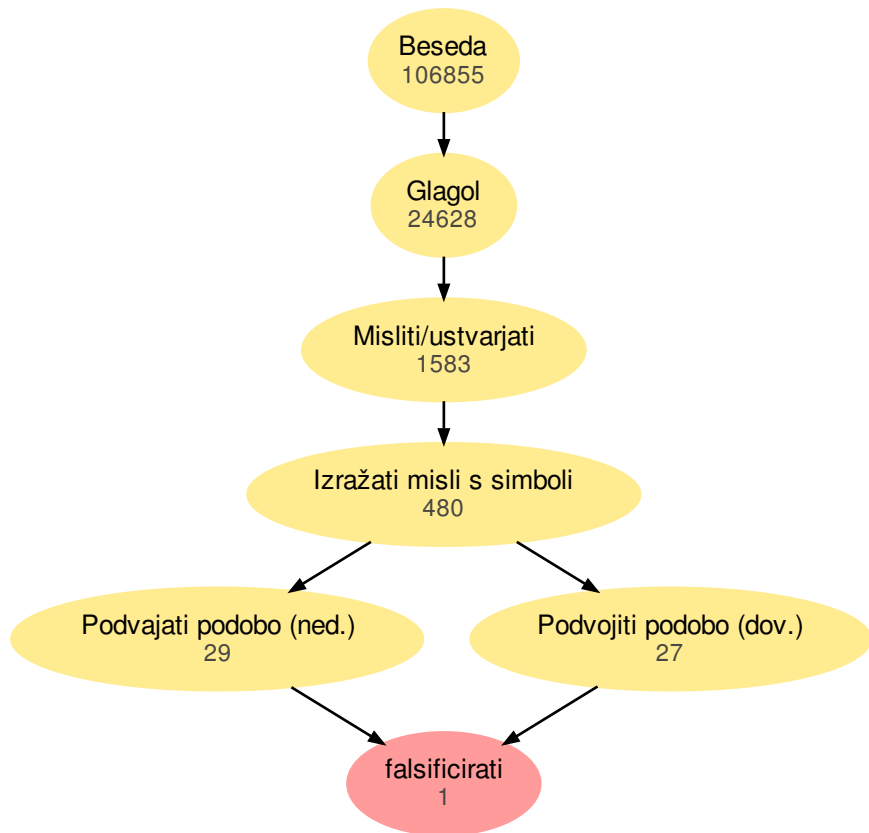 Beseda
106855
Glagol
24628
Misliti/ustvarjati
1583
Izražati misli s simboli
480
Podvajati podobo (ned.)
29
Podvojiti podobo (dov.)
27
falsificirati
1